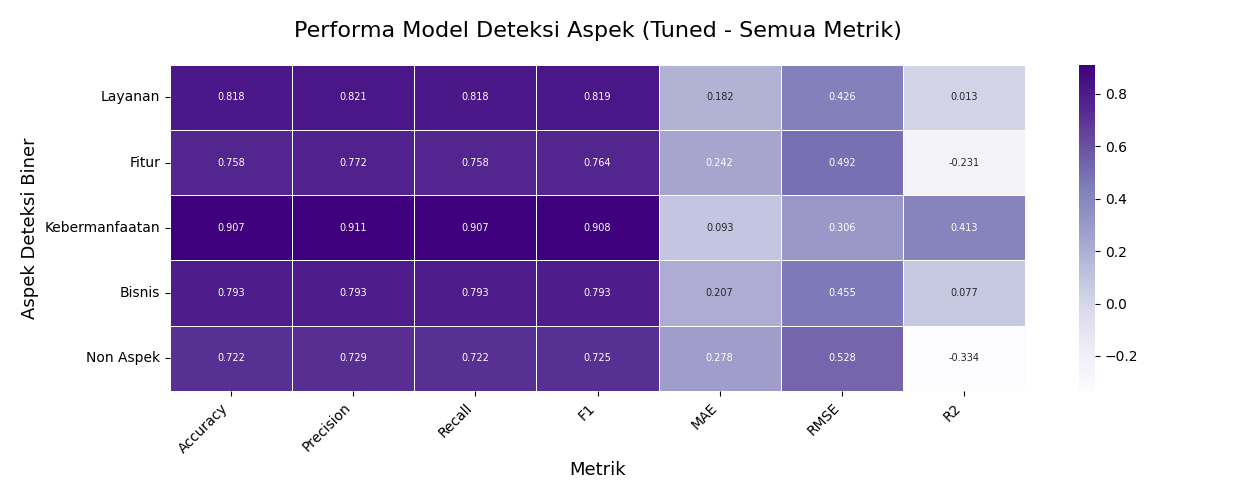 Performa Model Deteksi Aspek (Tuned - Semua Metrik)
Aspek Deteksi Biner
Layanan 0.818 0.821 0.818 0.819 0.182 0.426 0.013
Fitur 0.758 0.772 0.758 0.764 0.242 0.492 -0.231
Kebermanfaatan 0.907 0.911 0.907 0.908 0.093 0.306 0.413
Bisnis 0.793 0.793 0.793 0.793 0.207 0.455 0.077
Non Aspek 0.722 0.729 0.722 0.725 0.278 0.528 -0.334
Accuracy Precision Recall F1 MAE RMSE R2
Metrik
0.8
0.6
0.4
0.2
0.0
−0.2